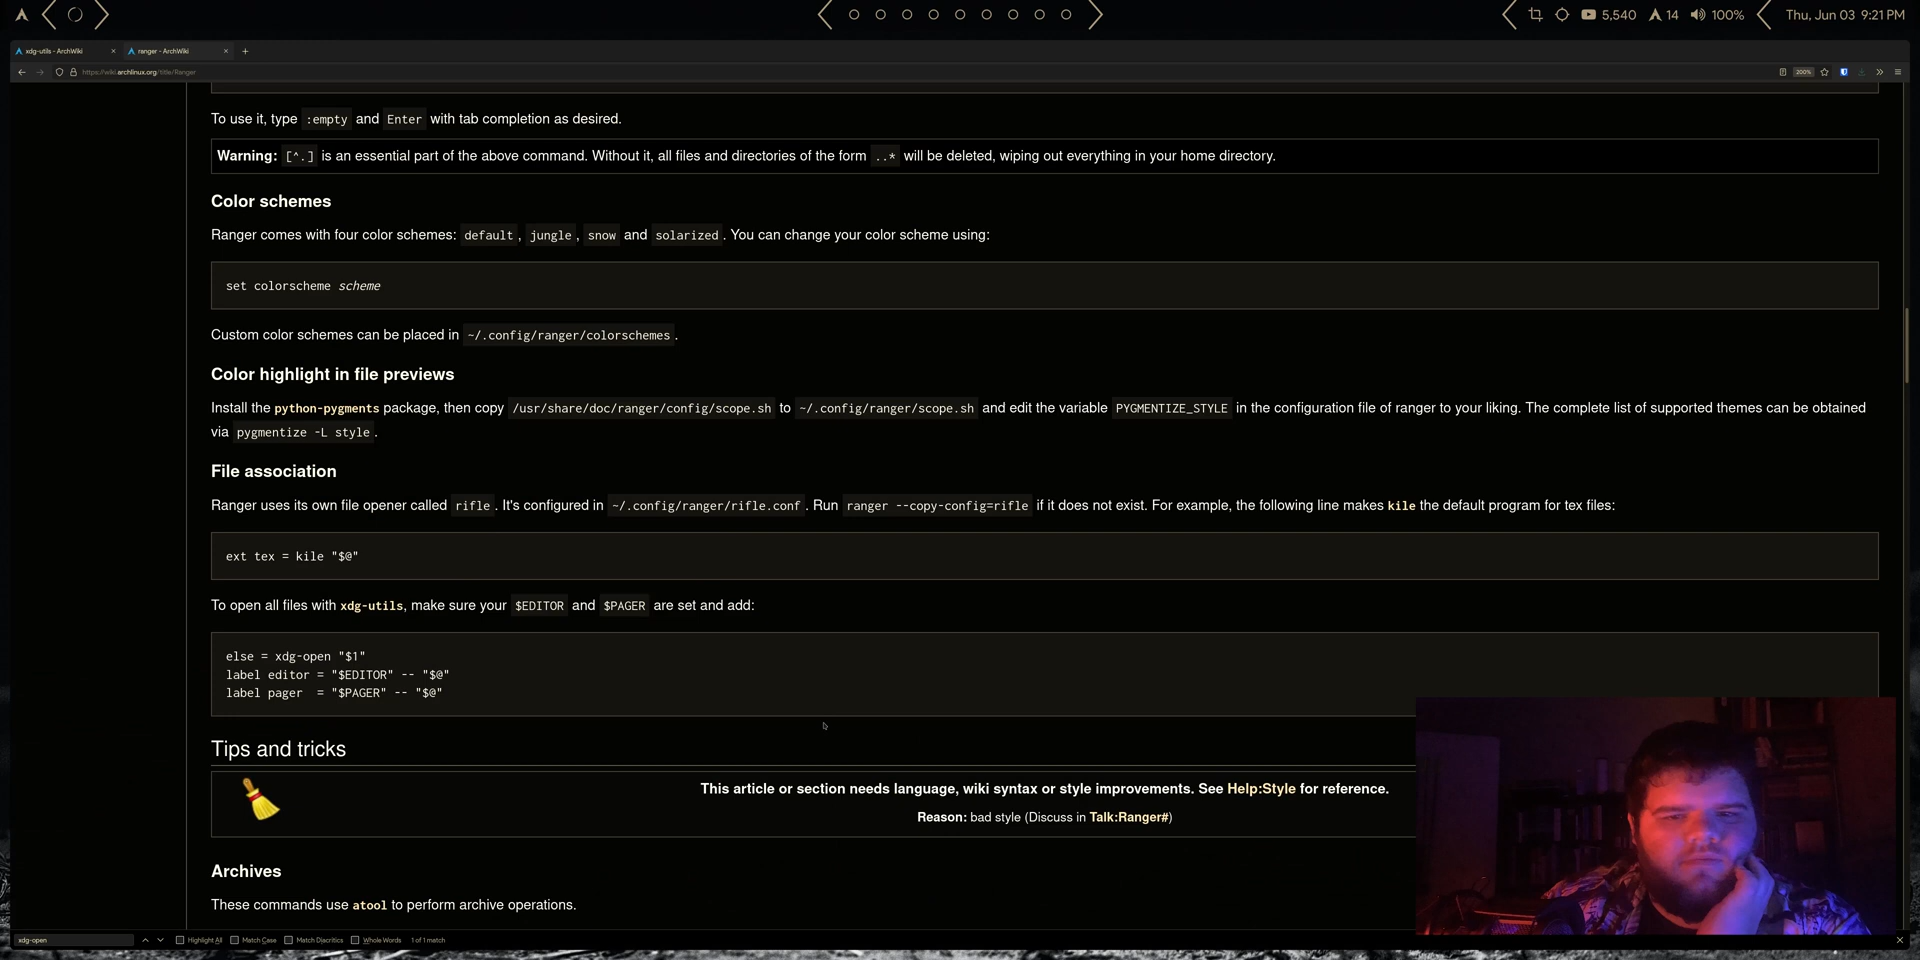 5,540 14 100% Thu, Jun 03 9:21 PM
xdg-utils - ArchWiki ranger - ArchWiki
https://wiki.archlinux.org/title/Ranger 200%
To use it, type :empty and Enter with tab completion as desired.
Warning: [^.] is an essential part of the above command. Without it, all files and directories of the form ..* will be deleted, wiping out everything in your home directory.
Color schemes
Ranger comes with four color schemes: default, jungle, snow and solarized. You can change your color scheme using:
set colorscheme scheme
Custom color schemes can be placed in ~/.config/ranger/colorschemes.
Color highlight in file previews
Install the python-pygments package, then copy /usr/share/doc/ranger/config/scope.sh to ~/.config/ranger/scope.sh and edit the variable PYGMENTIZE_STYLE in the configuration file of ranger to your liking. The complete list of supported themes can be obtained
via pygmentize -L style.
File association
Ranger uses its own file opener called rifle. It's configured in ~/.config/ranger/rifle.conf. Run ranger --copy-config=rifle if it does not exist. For example, the following line makes kile the default program for tex files:
ext tex = kile "$@"
To open all files with xdg-utils, make sure your $EDITOR and $PAGER are set and add:
else = xdg-open "$1"
label editor = "$EDITOR" -- "$@"
label pager  = "$PAGER" -- "$@"
Tips and tricks
This article or section needs language, wiki syntax or style improvements. See Help:Style for reference.
Reason: bad style (Discuss in Talk:Ranger#)
Archives
These commands use atool to perform archive operations.
xdg-open Highlight All Match Case Match Diacritics Whole Words 1 of 1 match